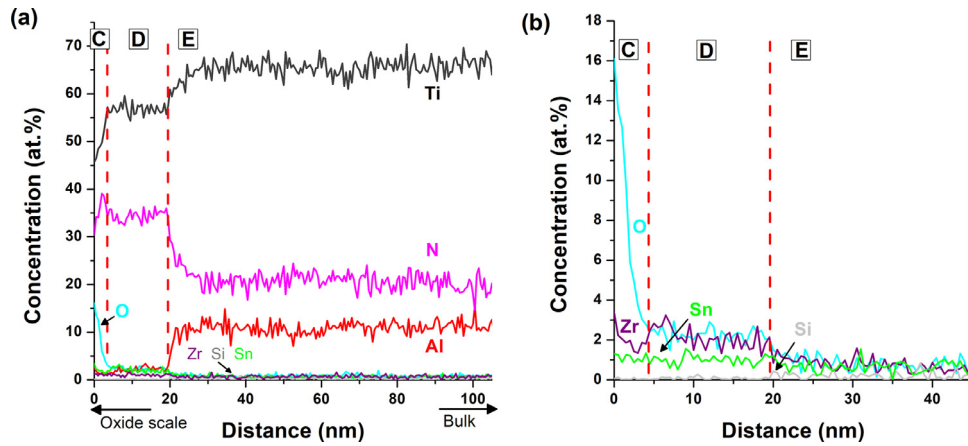 (a)
C D E
Concentration (at.%)
70
60
50
40
30
20
10
0
Ti
N
O
Al
Zr Si Sn
0 20 40 60 80 100
Oxide scale
Bulk
Distance (nm)
(b)
C D E
Concentration (at.%)
18
16
14
12
10
8
6
4
2
0
O
Zr
Sn
Si
0 10 20 30 40
Distance (nm)